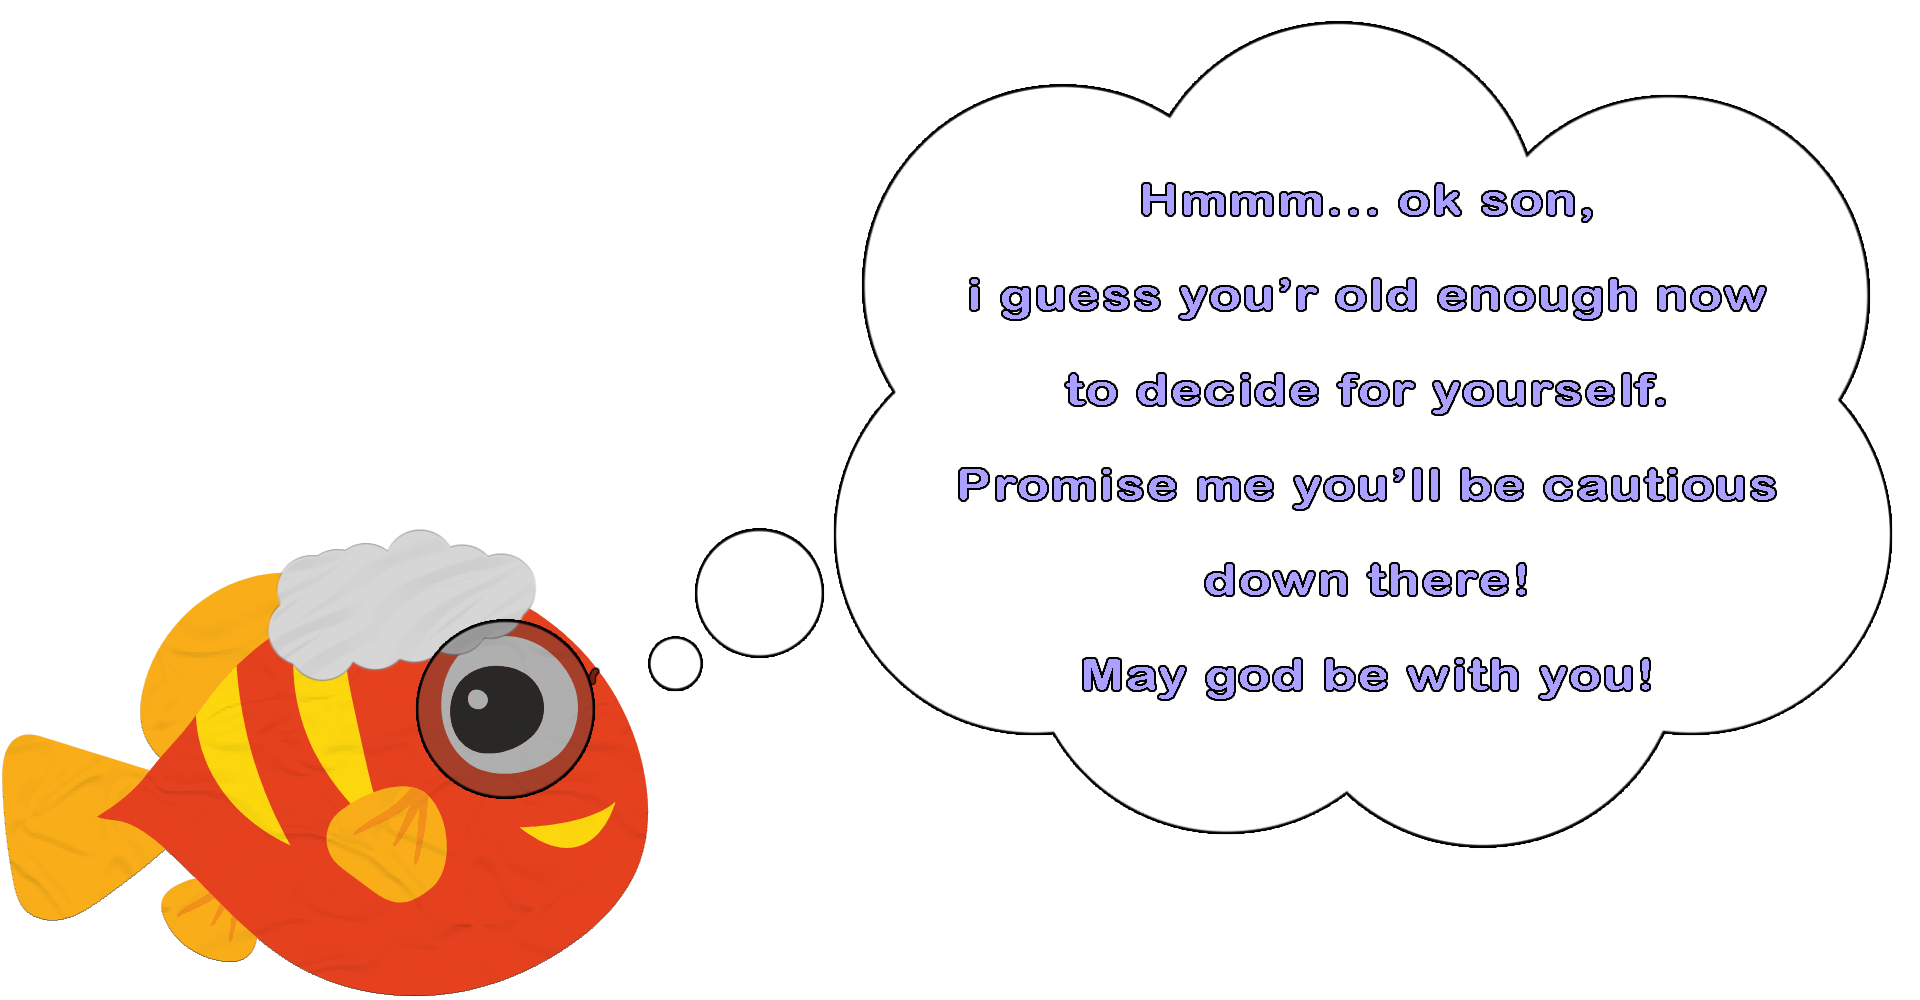 Hmmm... ok son,
i guess you’r old enough now
to decide for yourself.
Promise me you’ll be cautious
down there!
May god be with you!